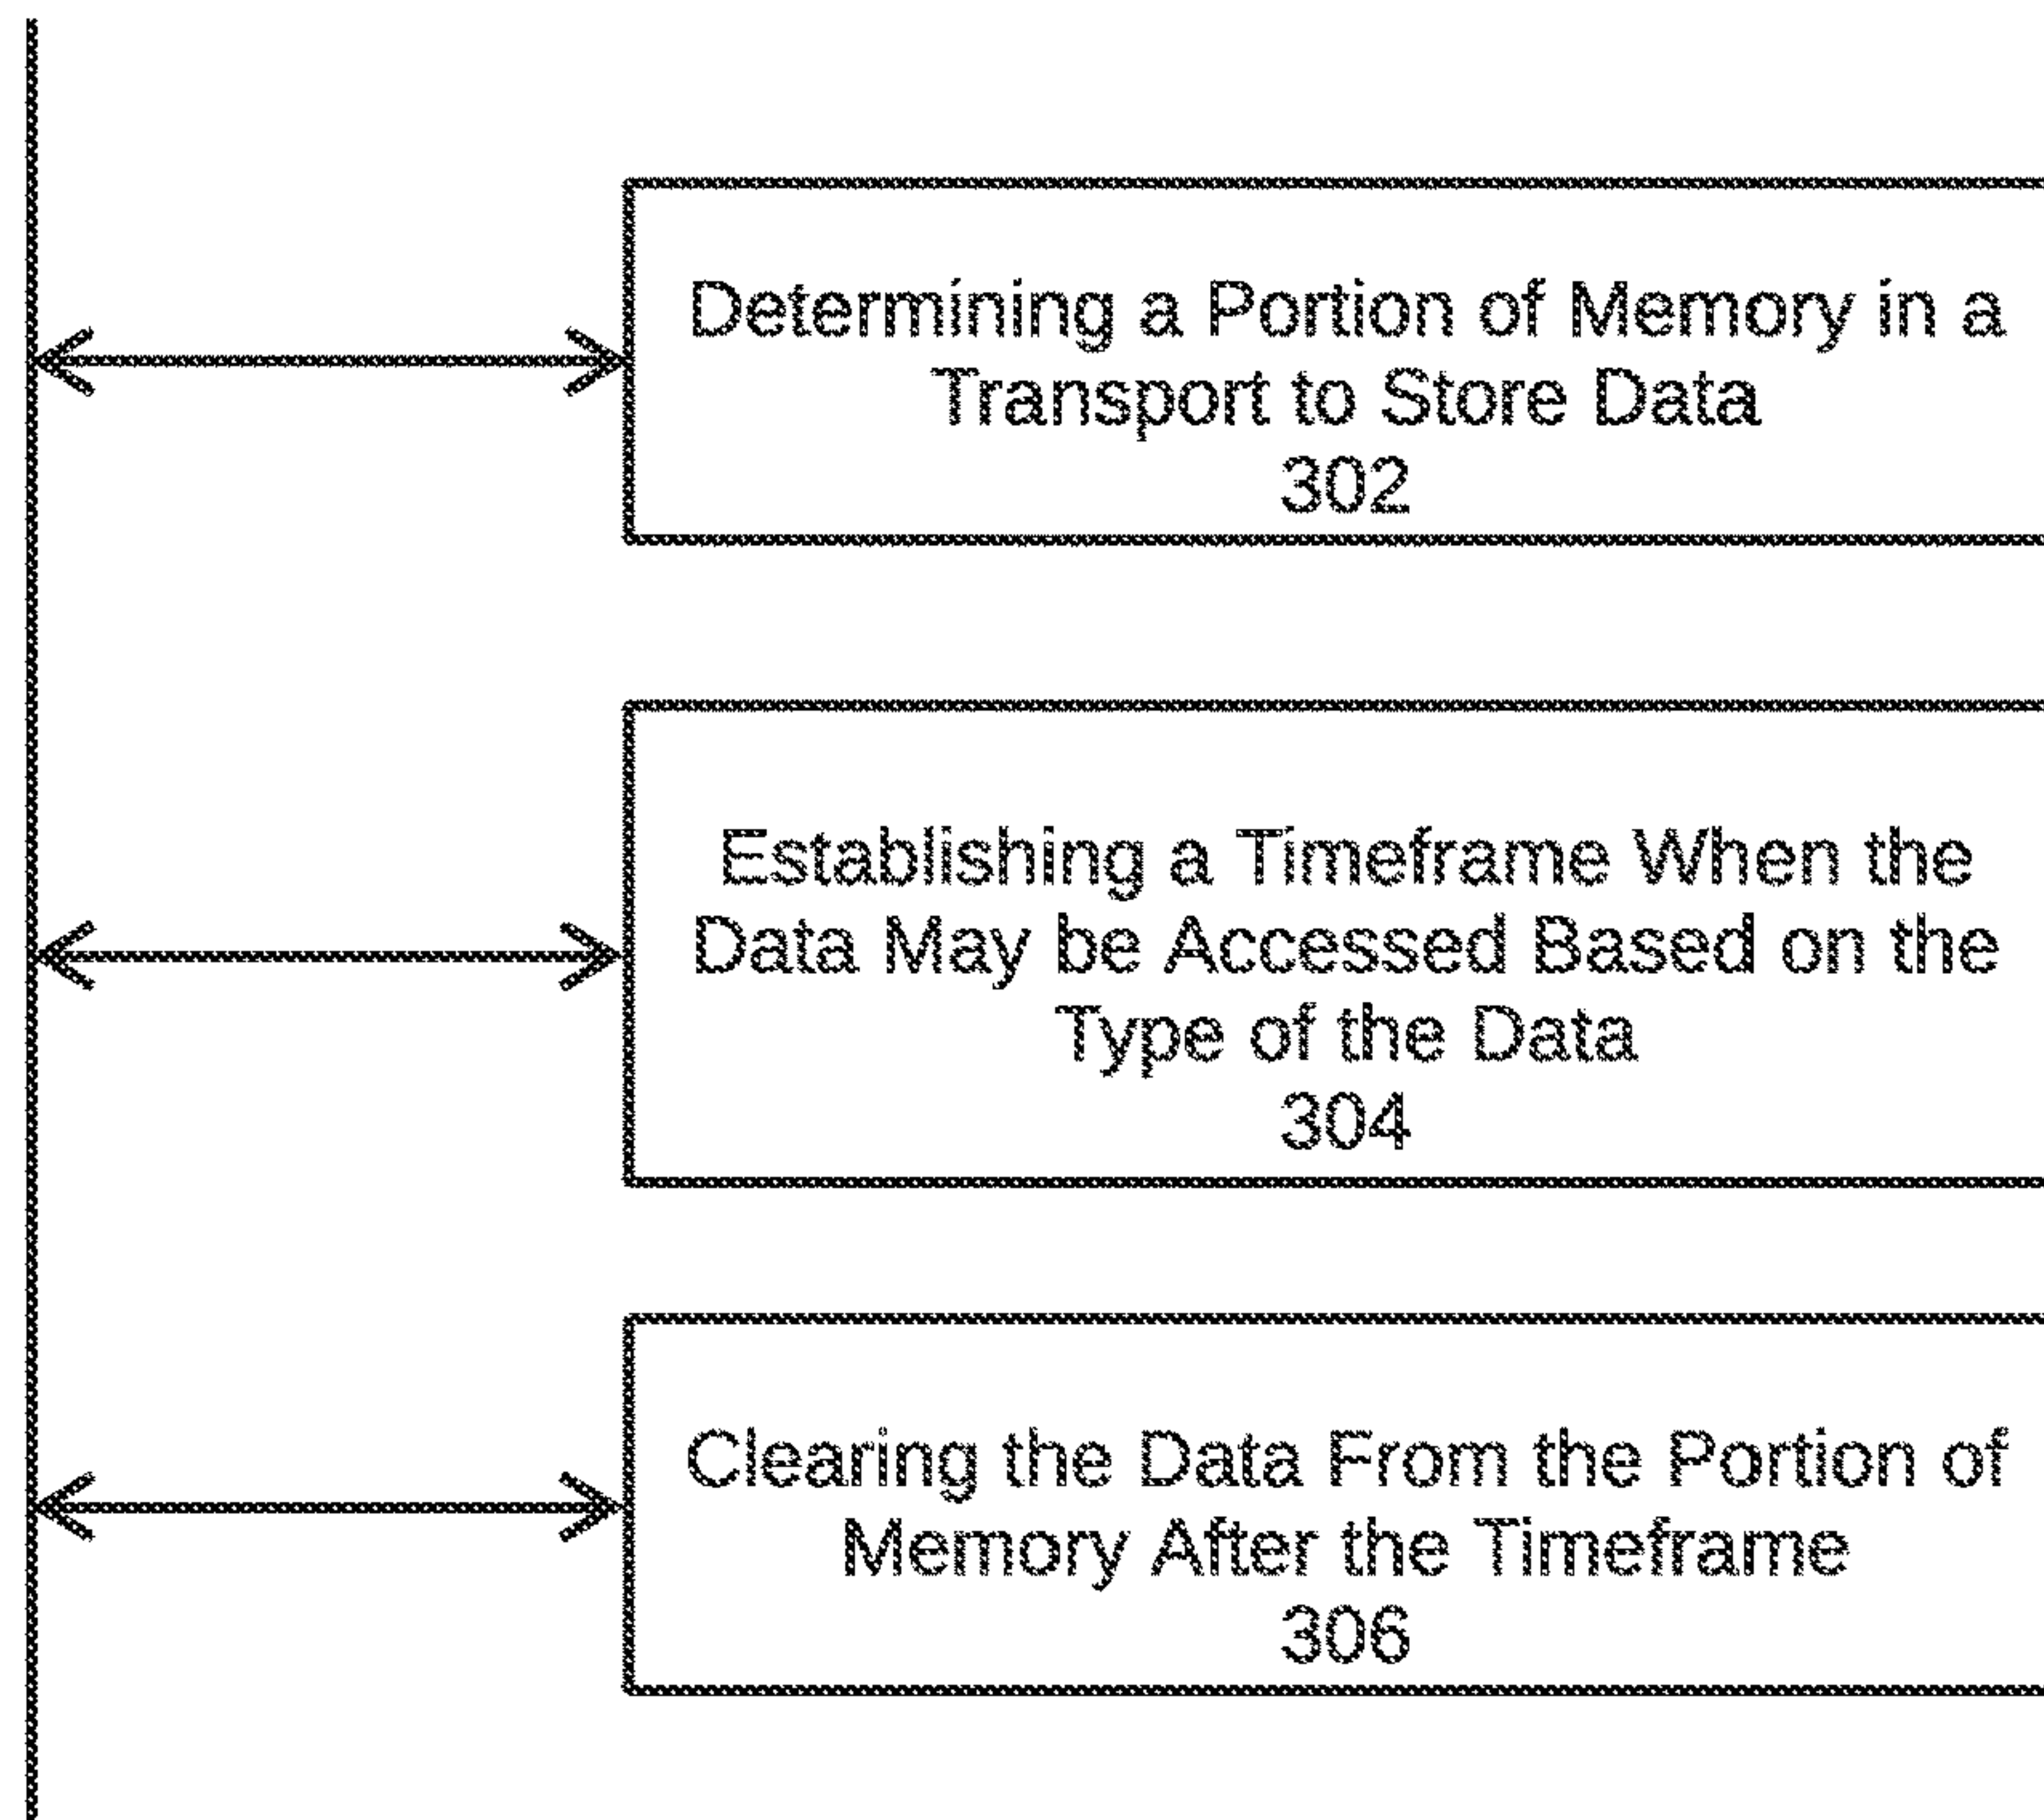 Determining a Portion of Memory in a
Transport to Store Data
302
Establishing a Timeframe When the
Data May be Accessed Based on the
Type of the Data
304
Clearing the Data From the Portion of
Memory After the Timeframe
306